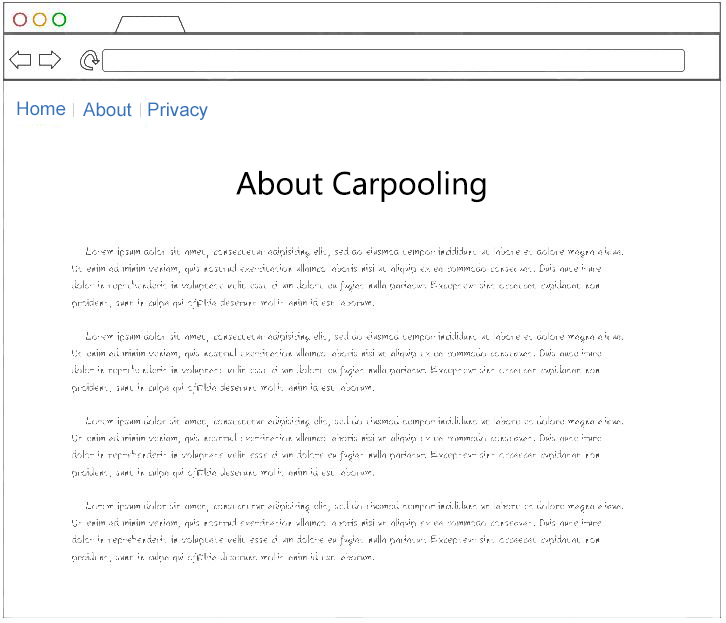 Home About Privacy
About Carpooling
Lorem ipsum dolor sit amet, consectetur adipisicing elit, sed do eiusmod tempor incididunt ut labore et dolore magna aliqua.
Ut enim ad minim veniam, quis nostrud exercitation ullamco laboris nisi ut aliquip ex ea commodo consequat. Duis aute irure
dolor in reprehenderit in voluptate velit esse cillum dolore eu fugiat nulla pariatur. Excepteur sint occaecat cupidatat non
proident, sunt in culpa qui officia deserunt mollit anim id est laborum.
Lorem ipsum dolor sit amet, consectetur adipisicing elit, sed do eiusmod tempor incididunt ut labore et dolore magna aliqua.
Ut enim ad minim veniam, quis nostrud exercitation ullamco laboris nisi ut aliquip ex ea commodo consequat. Duis aute irure
dolor in reprehenderit in voluptate velit esse cillum dolore eu fugiat nulla pariatur. Excepteur sint occaecat cupidatat non
proident, sunt in culpa qui officia deserunt mollit anim id est laborum.
Lorem ipsum dolor sit amet, consectetur adipisicing elit, sed do eiusmod tempor incididunt ut labore et dolore magna aliqua.
Ut enim ad minim veniam, quis nostrud exercitation ullamco laboris nisi ut aliquip ex ea commodo consequat. Duis aute irure
dolor in reprehenderit in voluptate velit esse cillum dolore eu fugiat nulla pariatur. Excepteur sint occaecat cupidatat non
proident, sunt in culpa qui officia deserunt mollit anim id est laborum.
Lorem ipsum dolor sit amet, consectetur adipisicing elit, sed do eiusmod tempor incididunt ut labore et dolore magna aliqua.
Ut enim ad minim veniam, quis nostrud exercitation ullamco laboris nisi ut aliquip ex ea commodo consequat. Duis aute irure
dolor in reprehenderit in voluptate velit esse cillum dolore eu fugiat nulla pariatur. Excepteur sint occaecat cupidatat non
proident, sunt in culpa qui officia deserunt mollit anim id est laborum.